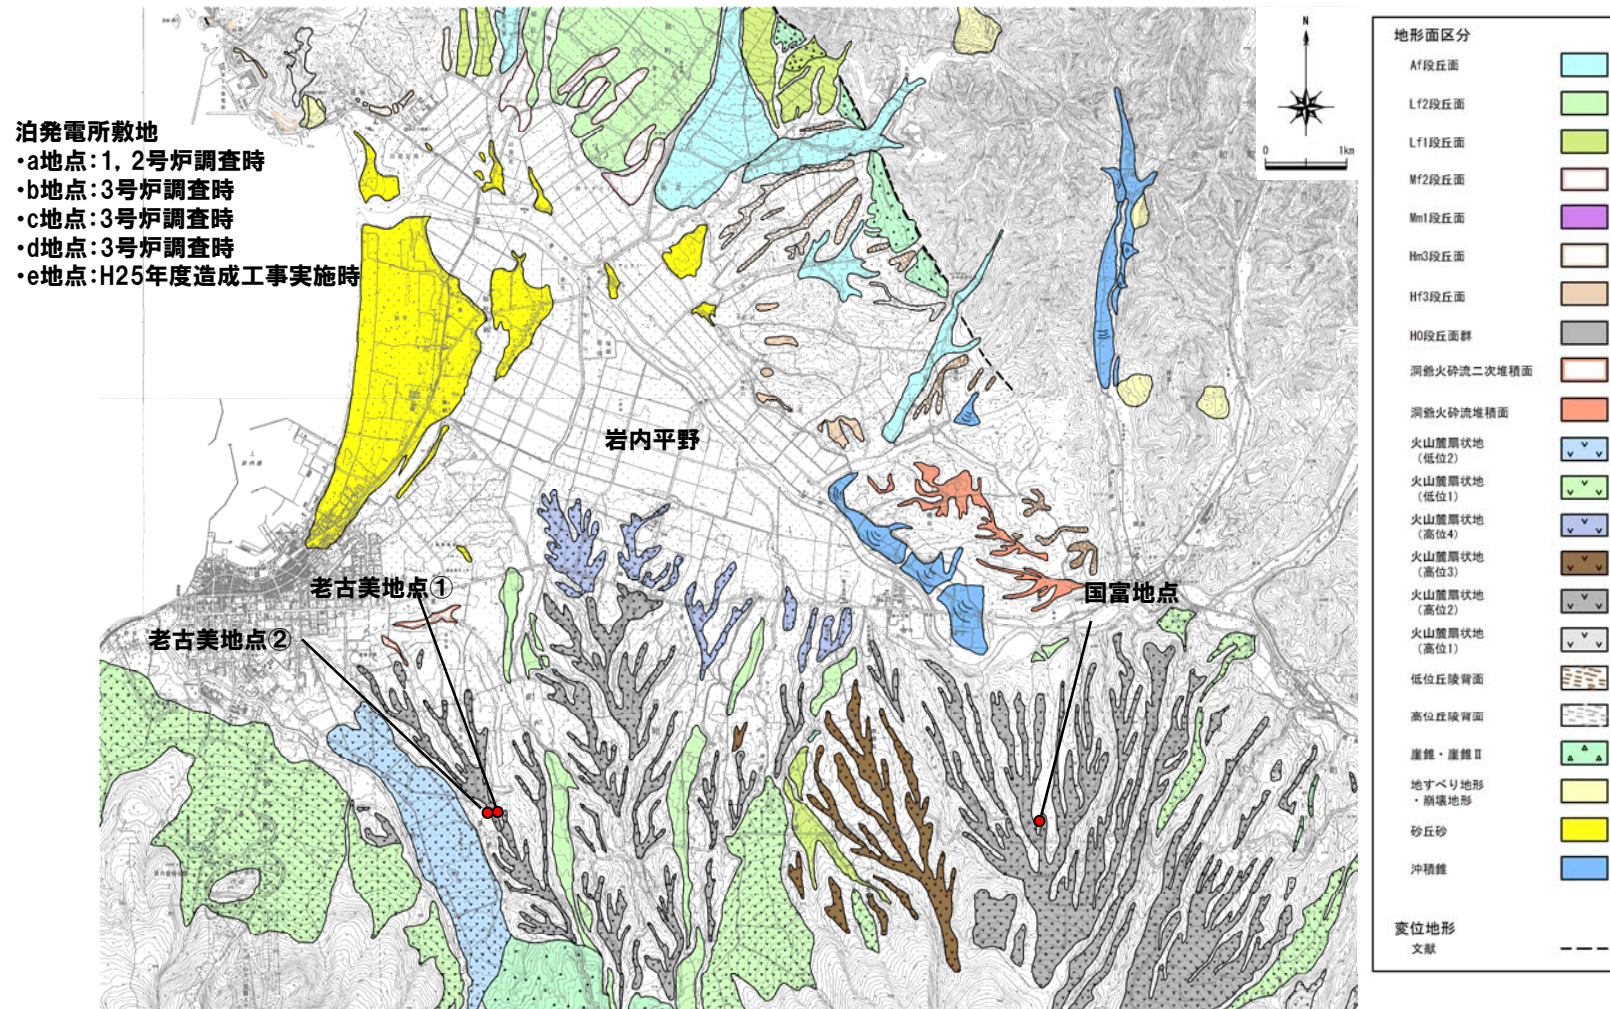 泊発電所敷地
・a地点：1，2号炉調査時
・b地点：3号炉調査時
・c地点：3号炉調査時
・d地点：3号炉調査時
・e地点：H25年度造成工事実施時
岩内平野
老古美地点①
老古美地点②
国富地点
N
0 1km
地形面区分
Af段丘面
Lf2段丘面
Lf1段丘面
Mf2段丘面
Mm1段丘面
Hm3段丘面
Hf3段丘面
H0段丘面群
洞爺火砕流二次堆積面
洞爺火砕流堆積面
火山麓扇状地
（低位2）
火山麓扇状地
（低位1）
火山麓扇状地
（高位4）
火山麓扇状地
（高位3）
火山麓扇状地
（高位2）
火山麓扇状地
（高位1）
低位丘陵背面
高位丘陵背面
崖錐・崖錐Ⅱ
地すべり地形
・崩壊地形
砂丘砂
沖積錐
変位地形
文献